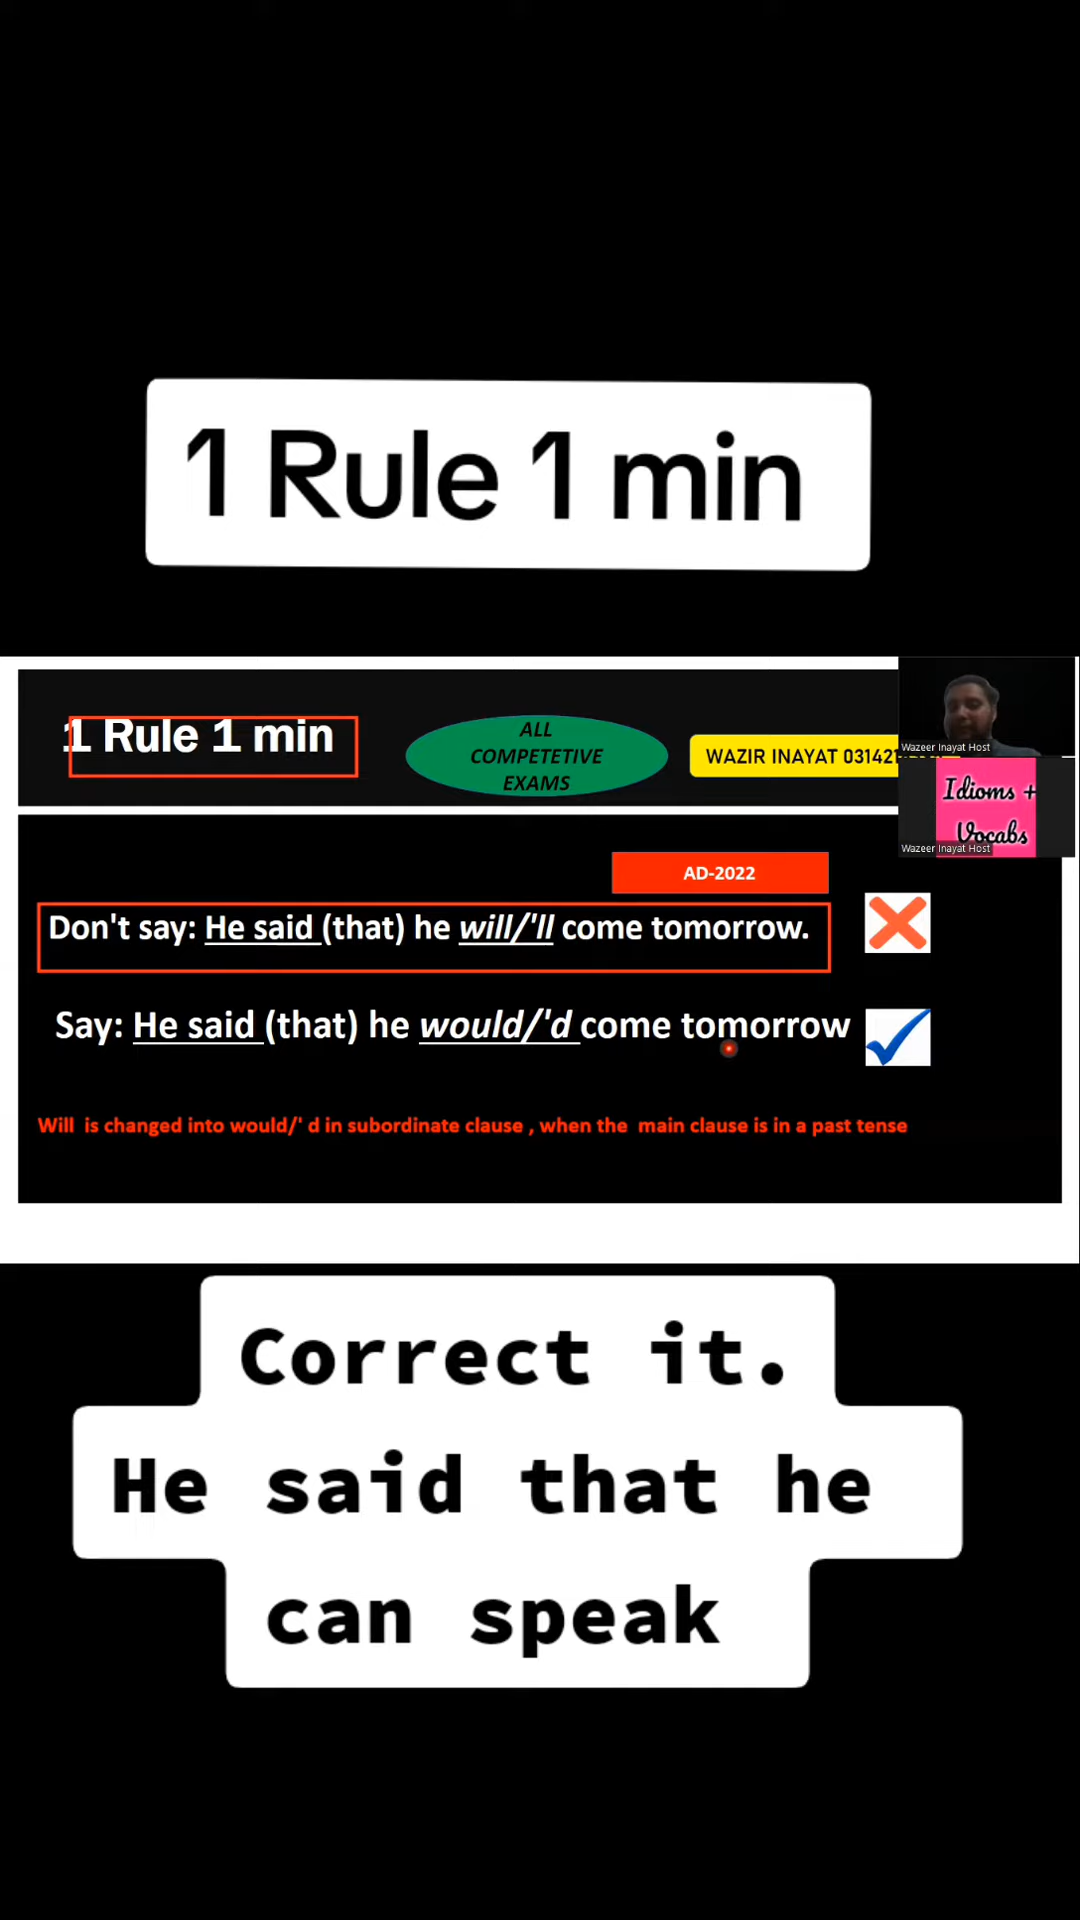 1 Rule 1 min
1 Rule 1 min
ALL
COMPETETIVE
EXAMS
WAZIR INAYAT
Wazeer Inayat Host
Idioms +
Vocabs
Wazeer Inayat Host
AD-2022
Don't say: He said (that) he will/'ll come tomorrow.
Say: He said (that) he would/'d come tomorrow
Will is changed into would/' d in subordinate clause , when the main clause is in a past tense
Correct it.
He said that he
can speak